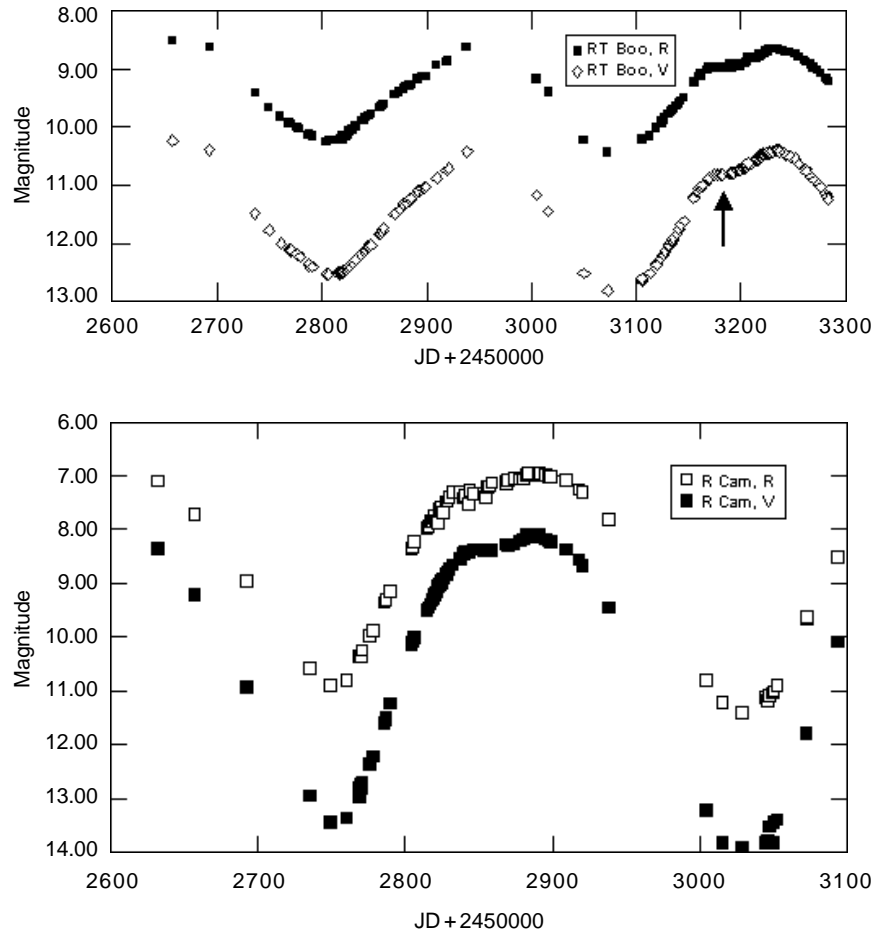 8.00
9.00
10.00
11.00
12.00
13.00
Magnitude
RT Boo, R
RT Boo, V
2600 2700 2800 2900 3000 3100 3200 3300
JD + 2450000
6.00
7.00
8.00
9.00
10.00
11.00
12.00
13.00
14.00
Magnitude
R Cam, R
R Cam, V
2600 2700 2800 2900 3000 3100
JD + 2450000